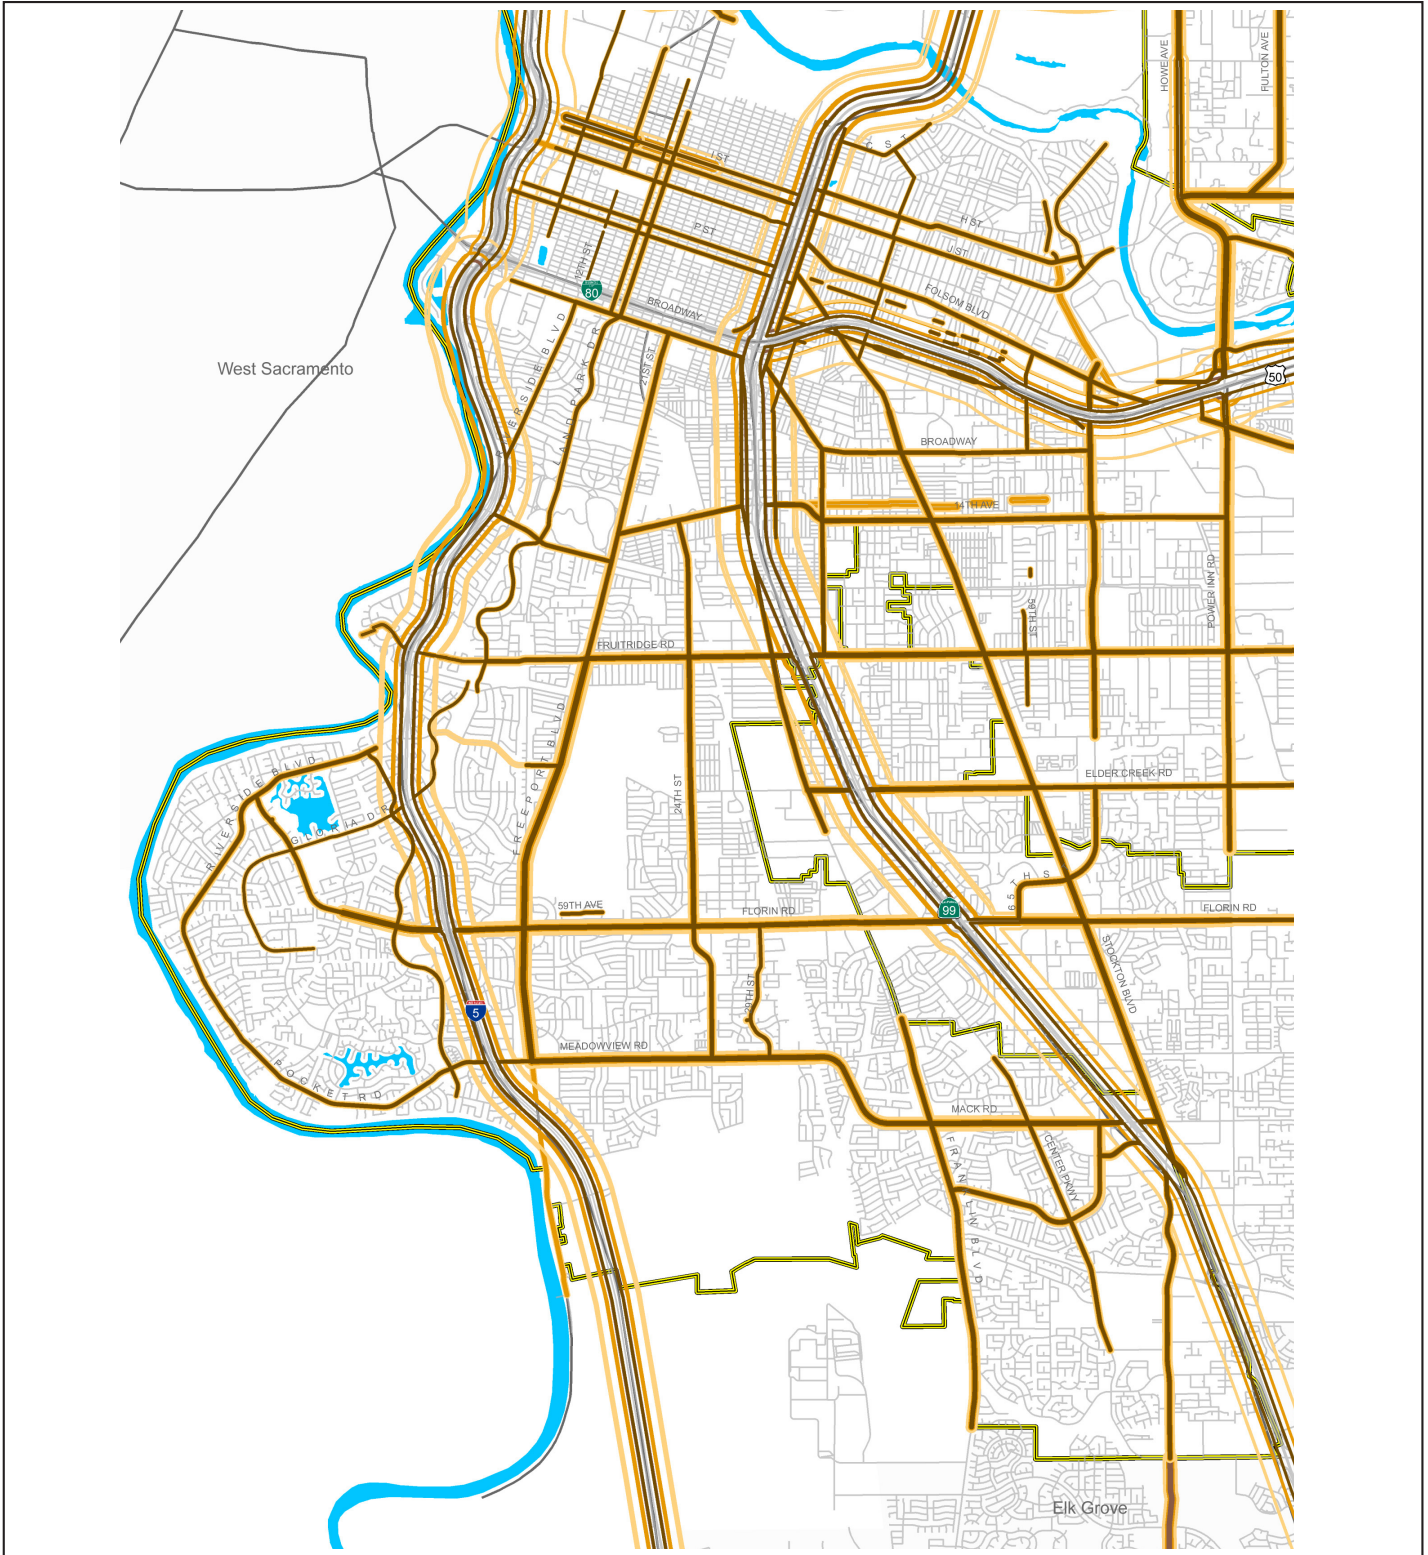 HOWE AVE
FULTON AVE
C ST
I ST
H ST
P ST
J ST
12TH ST
80
BROADWAY
FOLSOM BLVD
West Sacramento
RIVERSIDE BLVD
LAND PARK DR
21ST ST
50
BROADWAY
14TH AVE
POWER INN RD
59TH ST
FRUITRIDGE RD
FREEPORT BLVD
24TH ST
ELDER CREEK RD
RIVERSIDE BLVD
GLORIA DR
65TH S
59TH AVE
FLORIN RD
99
FLORIN RD
STOCKTON BLVD
29TH ST
5
MEADOWVIEW RD
POCKET RD
MACK RD
FRANKLIN BLVD
CENTER PKWY
Elk Grove